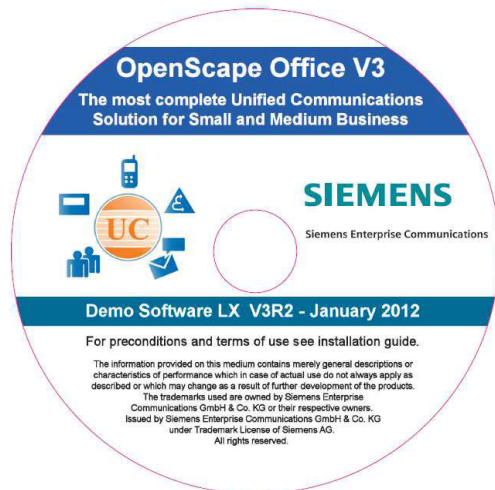 OpenScape Office V3
The most complete Unified Communications
Solution for Small and Medium Business
UC
SIEMENS
Siemens Enterprise Communications
Demo Software LX V3R2 - January 2012
For preconditions and terms of use see installation guide.
The information provided on this medium contains merely general descriptions or
characteristics of performance which in case of actual use do not always apply as
described or which may change as a result of further development of the products.
The trademarks used are owned by Siemens Enterprise
Communications GmbH & Co. KG or their respective owners.
Issued by Siemens Enterprise Communications GmbH & Co. KG
under Trademark License of Siemens AG.
All rights reserved.